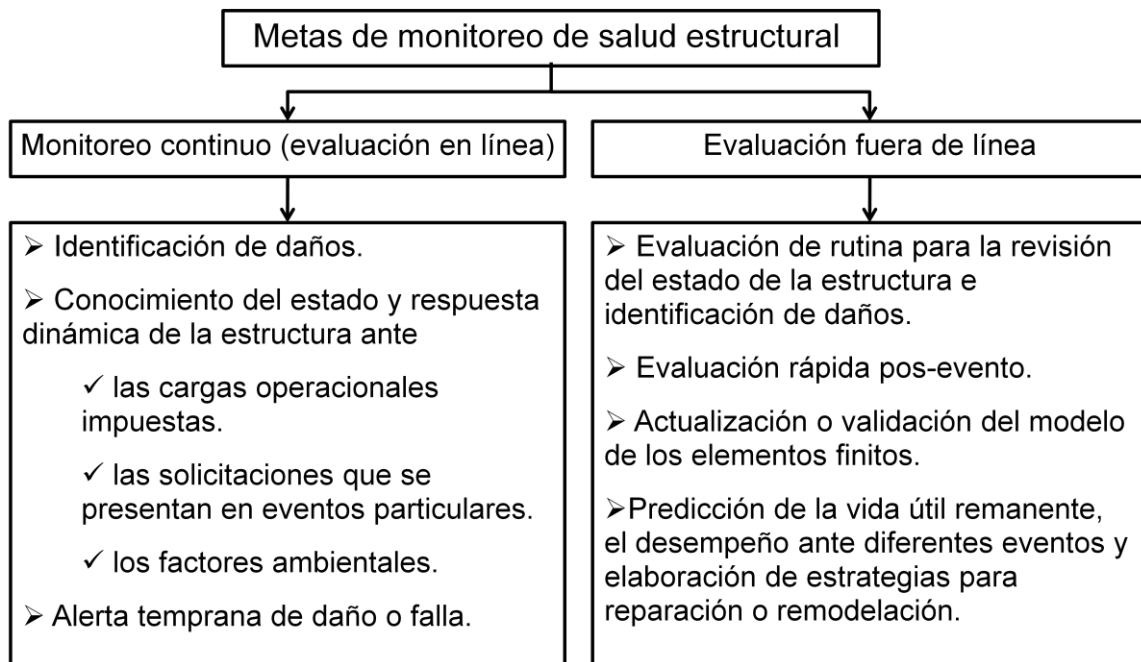 Metas de monitoreo de salud estructural
Monitoreo continuo (evaluación en línea)
Evaluación fuera de línea
➢ Identificación de daños.
➢ Conocimiento del estado y respuesta
dinámica de la estructura ante
✓ las cargas operacionales
impuestas.
✓ las solicitaciones que se
presentan en eventos particulares.
✓ los factores ambientales.
➢ Alerta temprana de daño o falla.
➢ Evaluación de rutina para la revisión
del estado de la estructura e
identificación de daños.
➢ Evaluación rápida pos-evento.
➢ Actualización o validación del modelo
de los elementos finitos.
➢Predicción de la vida útil remanente,
el desempeño ante diferentes eventos y
elaboración de estrategias para
reparación o remodelación.